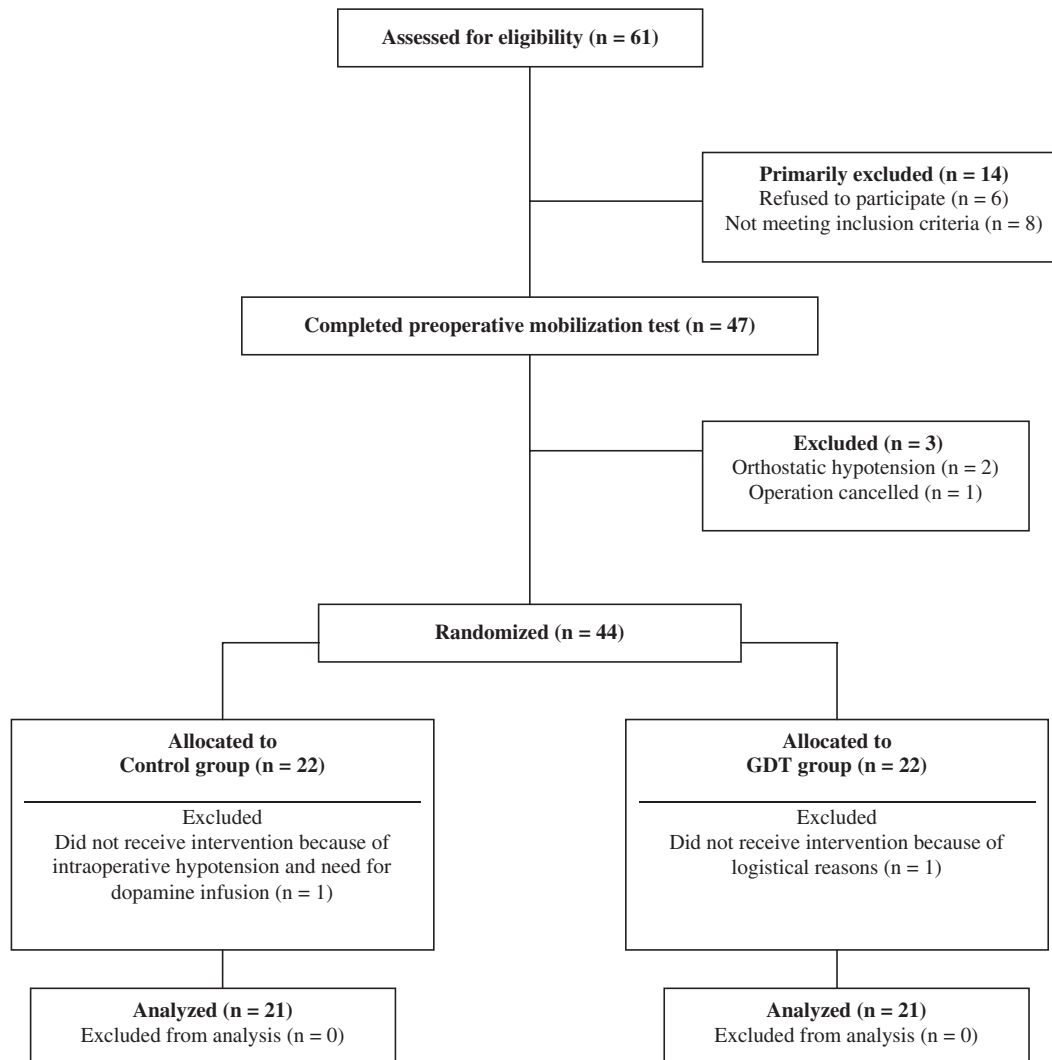 Assessed for eligibility (n = 61)
Primarily excluded (n = 14)
Refused to participate (n = 6)
Not meeting inclusion criteria (n = 8)
Completed preoperative mobilization test (n = 47)
Excluded (n = 3)
Orthostatic hypotension (n = 2)
Operation cancelled (n = 1)
Randomized (n = 44)
Allocated to
Control group (n = 22)
Excluded
Did not receive intervention because of
intraoperative hypotension and need for
dopamine infusion (n = 1)
Allocated to
GDT group (n = 22)
Excluded
Did not receive intervention because of
logistical reasons (n = 1)
Analyzed (n = 21)
Excluded from analysis (n = 0)
Analyzed (n = 21)
Excluded from analysis (n = 0)